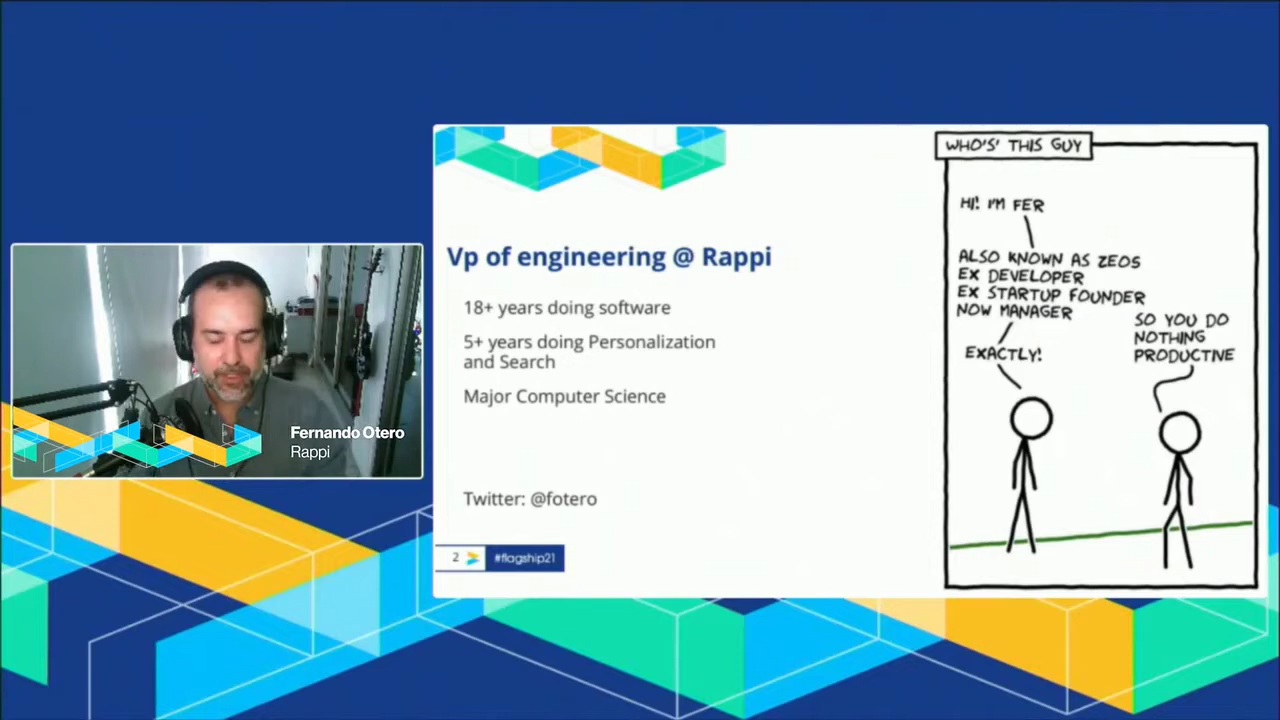 Fernando Otero
Rappi
Vp of engineering @ Rappi
18+ years doing software
5+ years doing Personalization
and Search
Major Computer Science
Twitter: @fotero
2
#flagship21
WHO'S' THIS GUY
HI! I'M FER
ALSO KNOWN AS ZEOS
EX DEVELOPER
EX STARTUP FOUNDER
NOW MANAGER
SO YOU DO
NOTHING
PRODUCTIVE
EXACTLY!